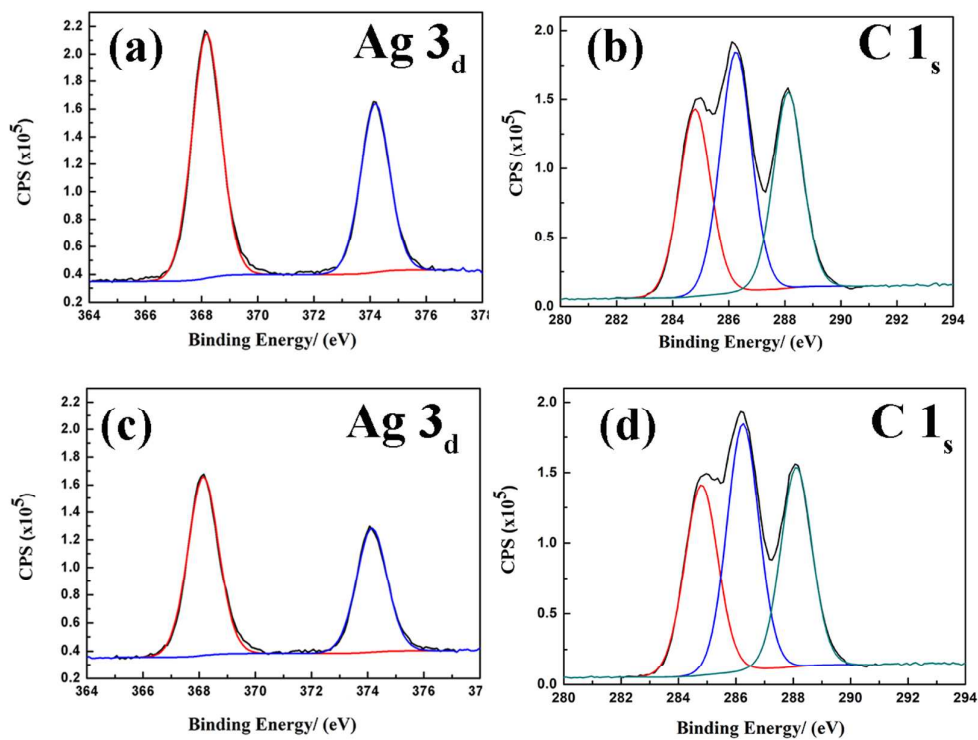 (a)
Ag 3d
CPS (x10^5)
2.2
2.0
1.8
1.6
1.4
1.2
1.0
0.8
0.6
0.4
0.2
364 366 368 370 372 374 376 378
Binding Energy/ (eV)
(b)
C 1s
CPS (x10^5)
2.0
1.5
1.0
0.5
0.0
280 282 284 286 288 290 292 294
Binding Energy/ (eV)
(c)
Ag 3d
CPS (x10^5)
2.2
2.0
1.8
1.6
1.4
1.2
1.0
0.8
0.6
0.4
0.2
364 366 368 370 372 374 376 37
Binding Energy/ (eV)
(d)
C 1s
CPS (x10^5)
2.0
1.5
1.0
0.5
0.0
280 282 284 286 288 290 292 294
Binding Energy/ (eV)